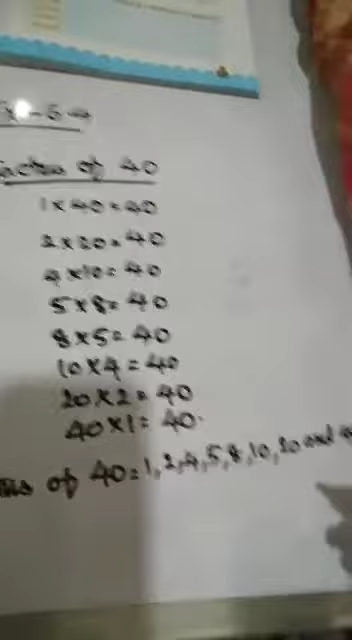 factors of 40
1 x 40 = 40
2 x 20 = 40
4 x 10 = 40
5 x 8 = 40
8 x 5 = 40
10 x 4 = 40
20 x 2 = 40
40 x 1 = 40.
of 40 = 1, 2, 4, 5, 8, 10, 20 and